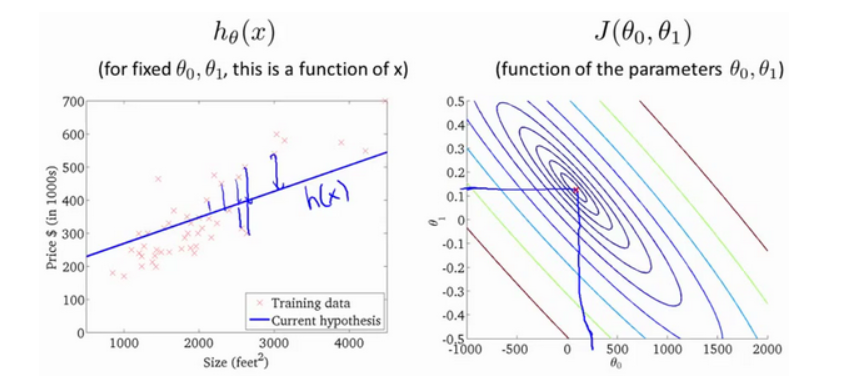 hθ(x)
(for fixed θ0, θ1, this is a function of x)
700
600
500
400
300
200
100
0
Price $ (in 1000s)
1000
2000
3000
4000
Size (feet2)
h(x)
Training data
Current hypothesis
J(θ0, θ1)
(function of the parameters θ0, θ1)
0.5
0.4
0.3
0.2
0.1
0
-0.1
-0.2
-0.3
-0.4
-0.5
θ1
-1000
-500
0
500
1000
1500
2000
θ0